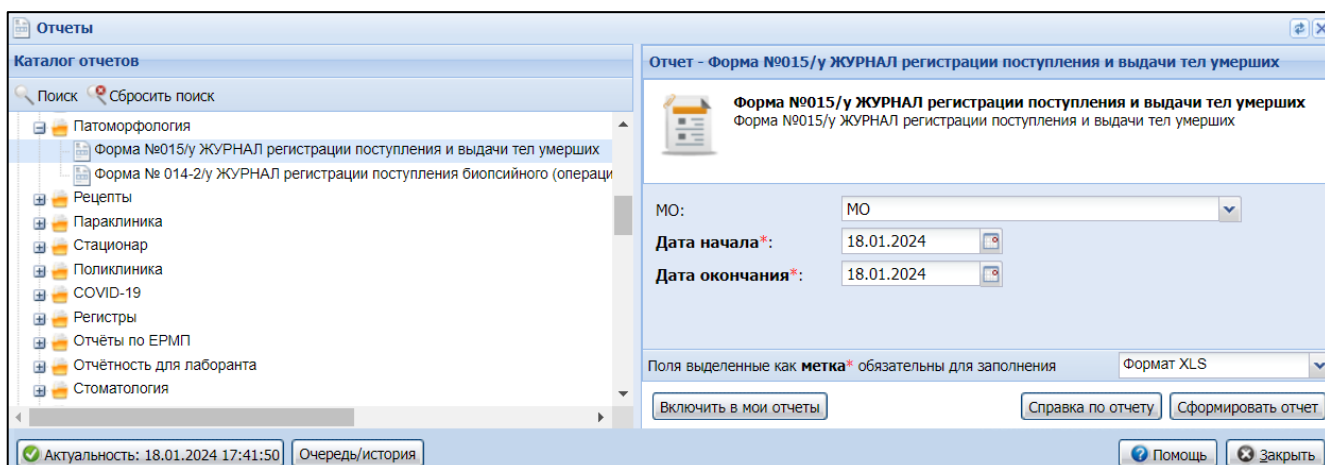 Отчеты
Каталог отчетов
Поиск Сбросить поиск
Патоморфология
Форма №015/у ЖУРНАЛ регистрации поступления и выдачи тел умерших
Форма № 014-2/у ЖУРНАЛ регистрации поступления биопсийного (операци
Рецепты
Параклиника
Стационар
Поликлиника
COVID-19
Регистры
Отчёты по ЕРМП
Отчётность для лаборанта
Стоматология
Отчет - Форма №015/у ЖУРНАЛ регистрации поступления и выдачи тел умерших
Форма №015/у ЖУРНАЛ регистрации поступления и выдачи тел умерших
Форма №015/у ЖУРНАЛ регистрации поступления и выдачи тел умерших
МО: МО
Дата начала*: 18.01.2024
Дата окончания*: 18.01.2024
Поля выделенные как метка* обязательны для заполнения Формат XLS
Включить в мои отчеты Справка по отчету Сформировать отчет
Актуальность: 18.01.2024 17:41:50 Очередь/история Помощь Закрыть